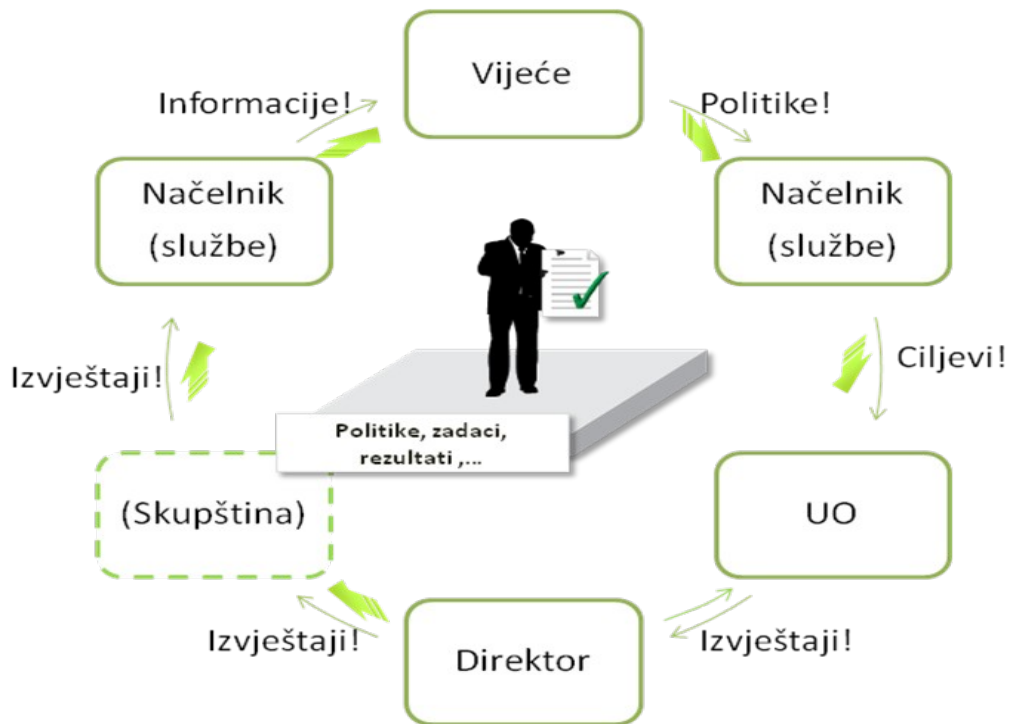 Vijeće
Informacije!
Politike!
Načelnik
(službe)
Načelnik
(službe)
Izvještaji!
Ciljevi!
Politike, zadaci,
rezultati ,...
(Skupština)
UO
Izvještaji!
Direktor
Izvještaji!